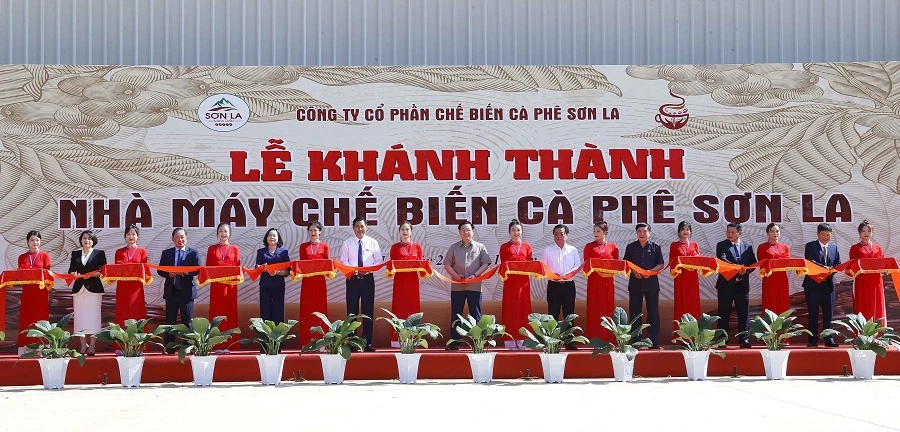 SƠN LA
CÔNG TY CỔ PHẦN CHẾ BIẾN CÀ PHÊ SƠN LA
LỄ KHÁNH THÀNH
NHÀ MÁY CHẾ BIẾN CÀ PHÊ SƠN LA